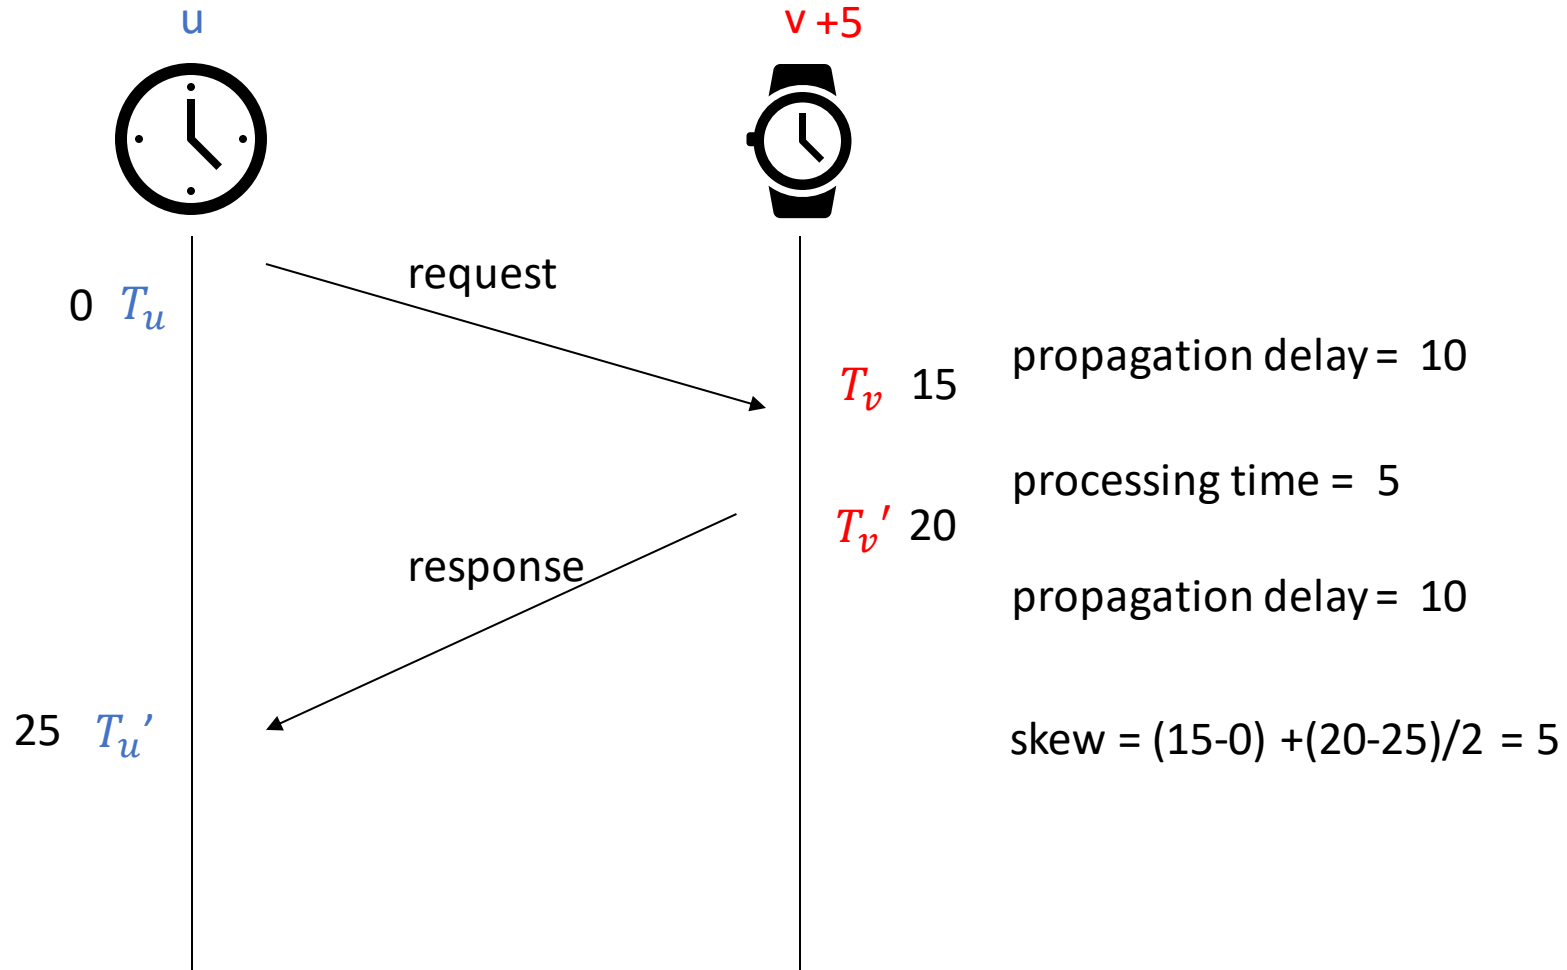 u
v +5
request
0 Tᵤ
propagation delay = 10
Tᵥ 15
processing time = 5
Tᵥ′ 20
response
propagation delay = 10
25 Tᵤ′
skew = (15-0) +(20-25)/2 = 5